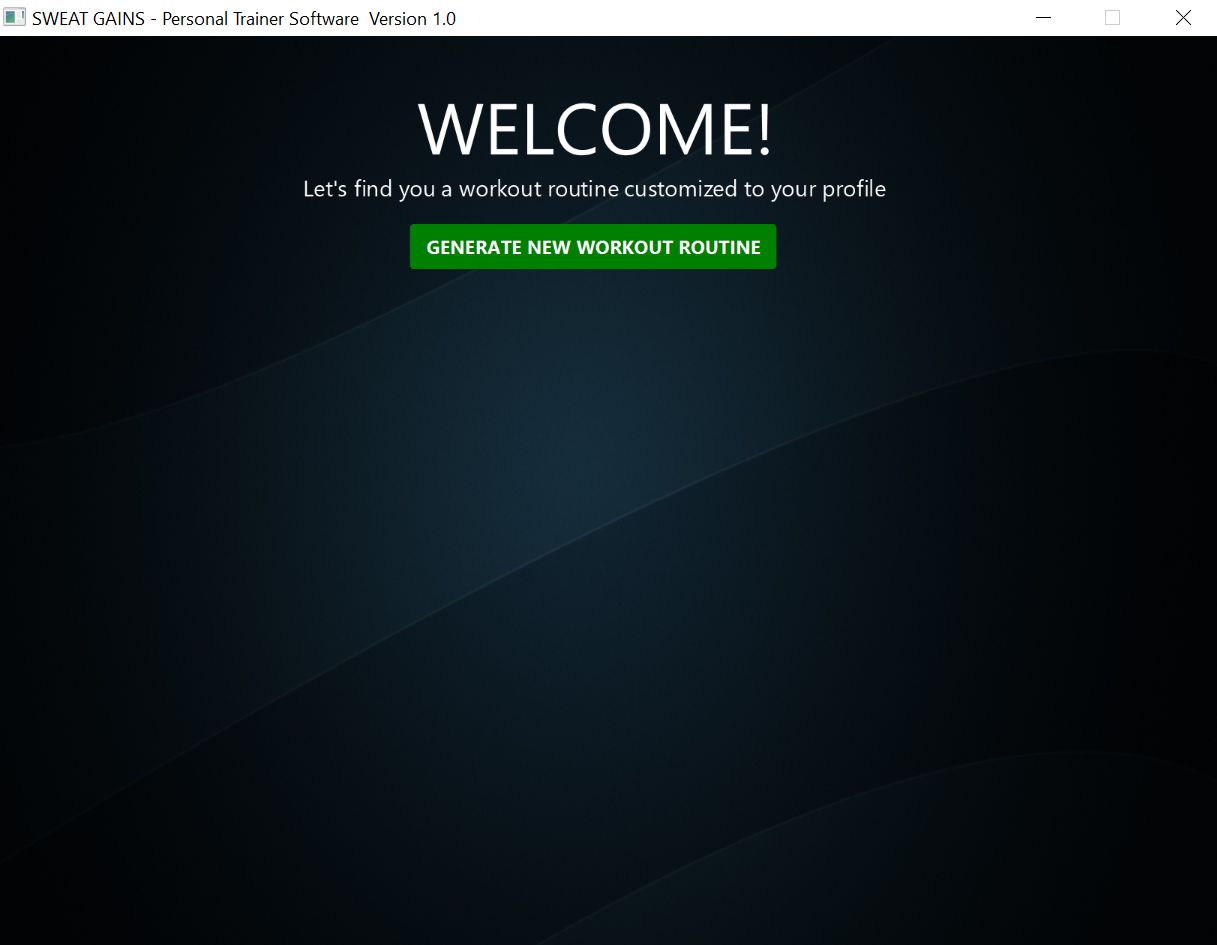 SWEAT GAINS - Personal Trainer Software  Version 1.0
WELCOME!
Let's find you a workout routine customized to your profile
GENERATE NEW WORKOUT ROUTINE